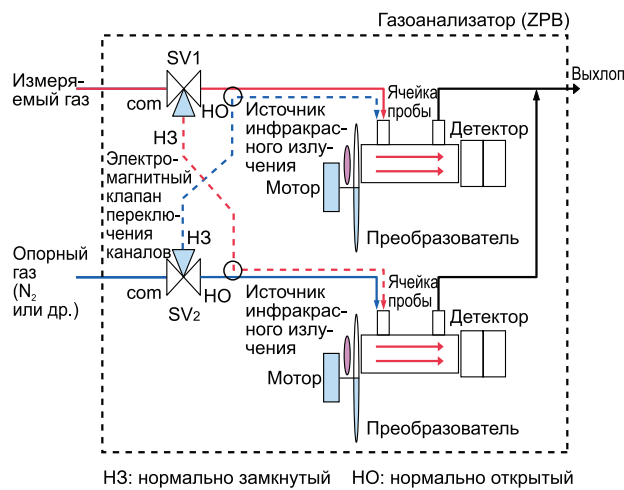 Газоанализатор (ZPB)
SV1
Измеря-
емый газ
com
НО
НЗ
Ячейка
пробы
Выхлоп
Источник
инфракрас-
ного излу-
чения
Детектор
Мотор
Преобразователь
Электро-
магнитный
клапан
переклю-
чения
каналов
НЗ
Опорный
газ
(N2
или др.)
com
НО
SV2
Ячейка
пробы
Источник
инфракрас-
ного излу-
чения
Детектор
Мотор
Преобразователь
НЗ: нормально замкнутый НО: нормально открытый